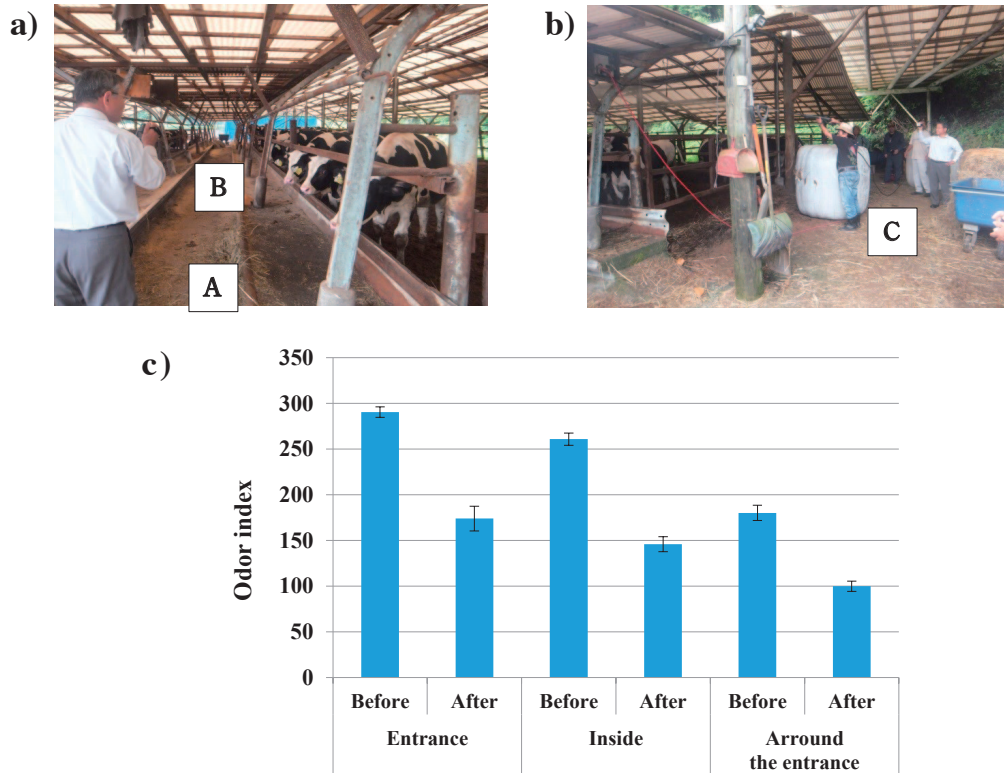 a)
b)
B
A
C
c)
350
300
250
200
150
100
50
0
Odor index
Before After Before After Before After
Entrance Inside Arround
the entrance